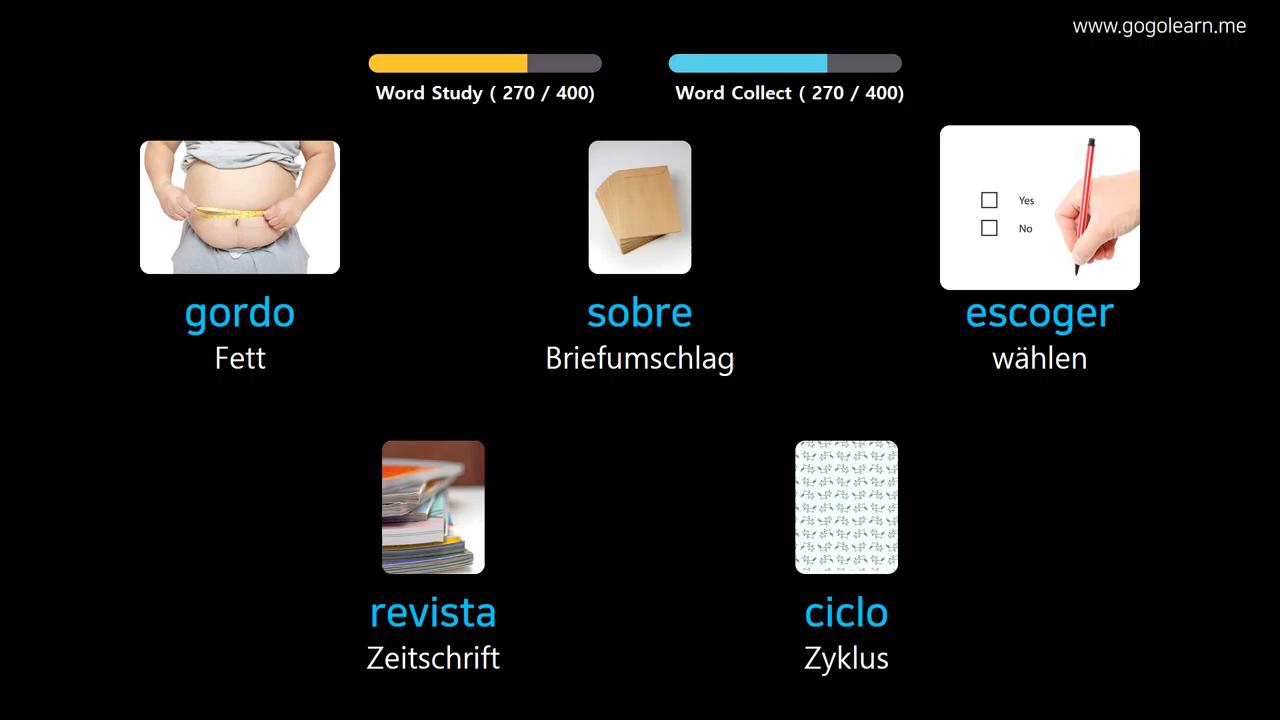 www.gogolearn.me
Word Study ( 270 / 400)
Word Collect ( 270 / 400)
Yes
No
gordo
Fett
sobre
Briefumschlag
escoger
wählen
revista
Zeitschrift
ciclo
Zyklus